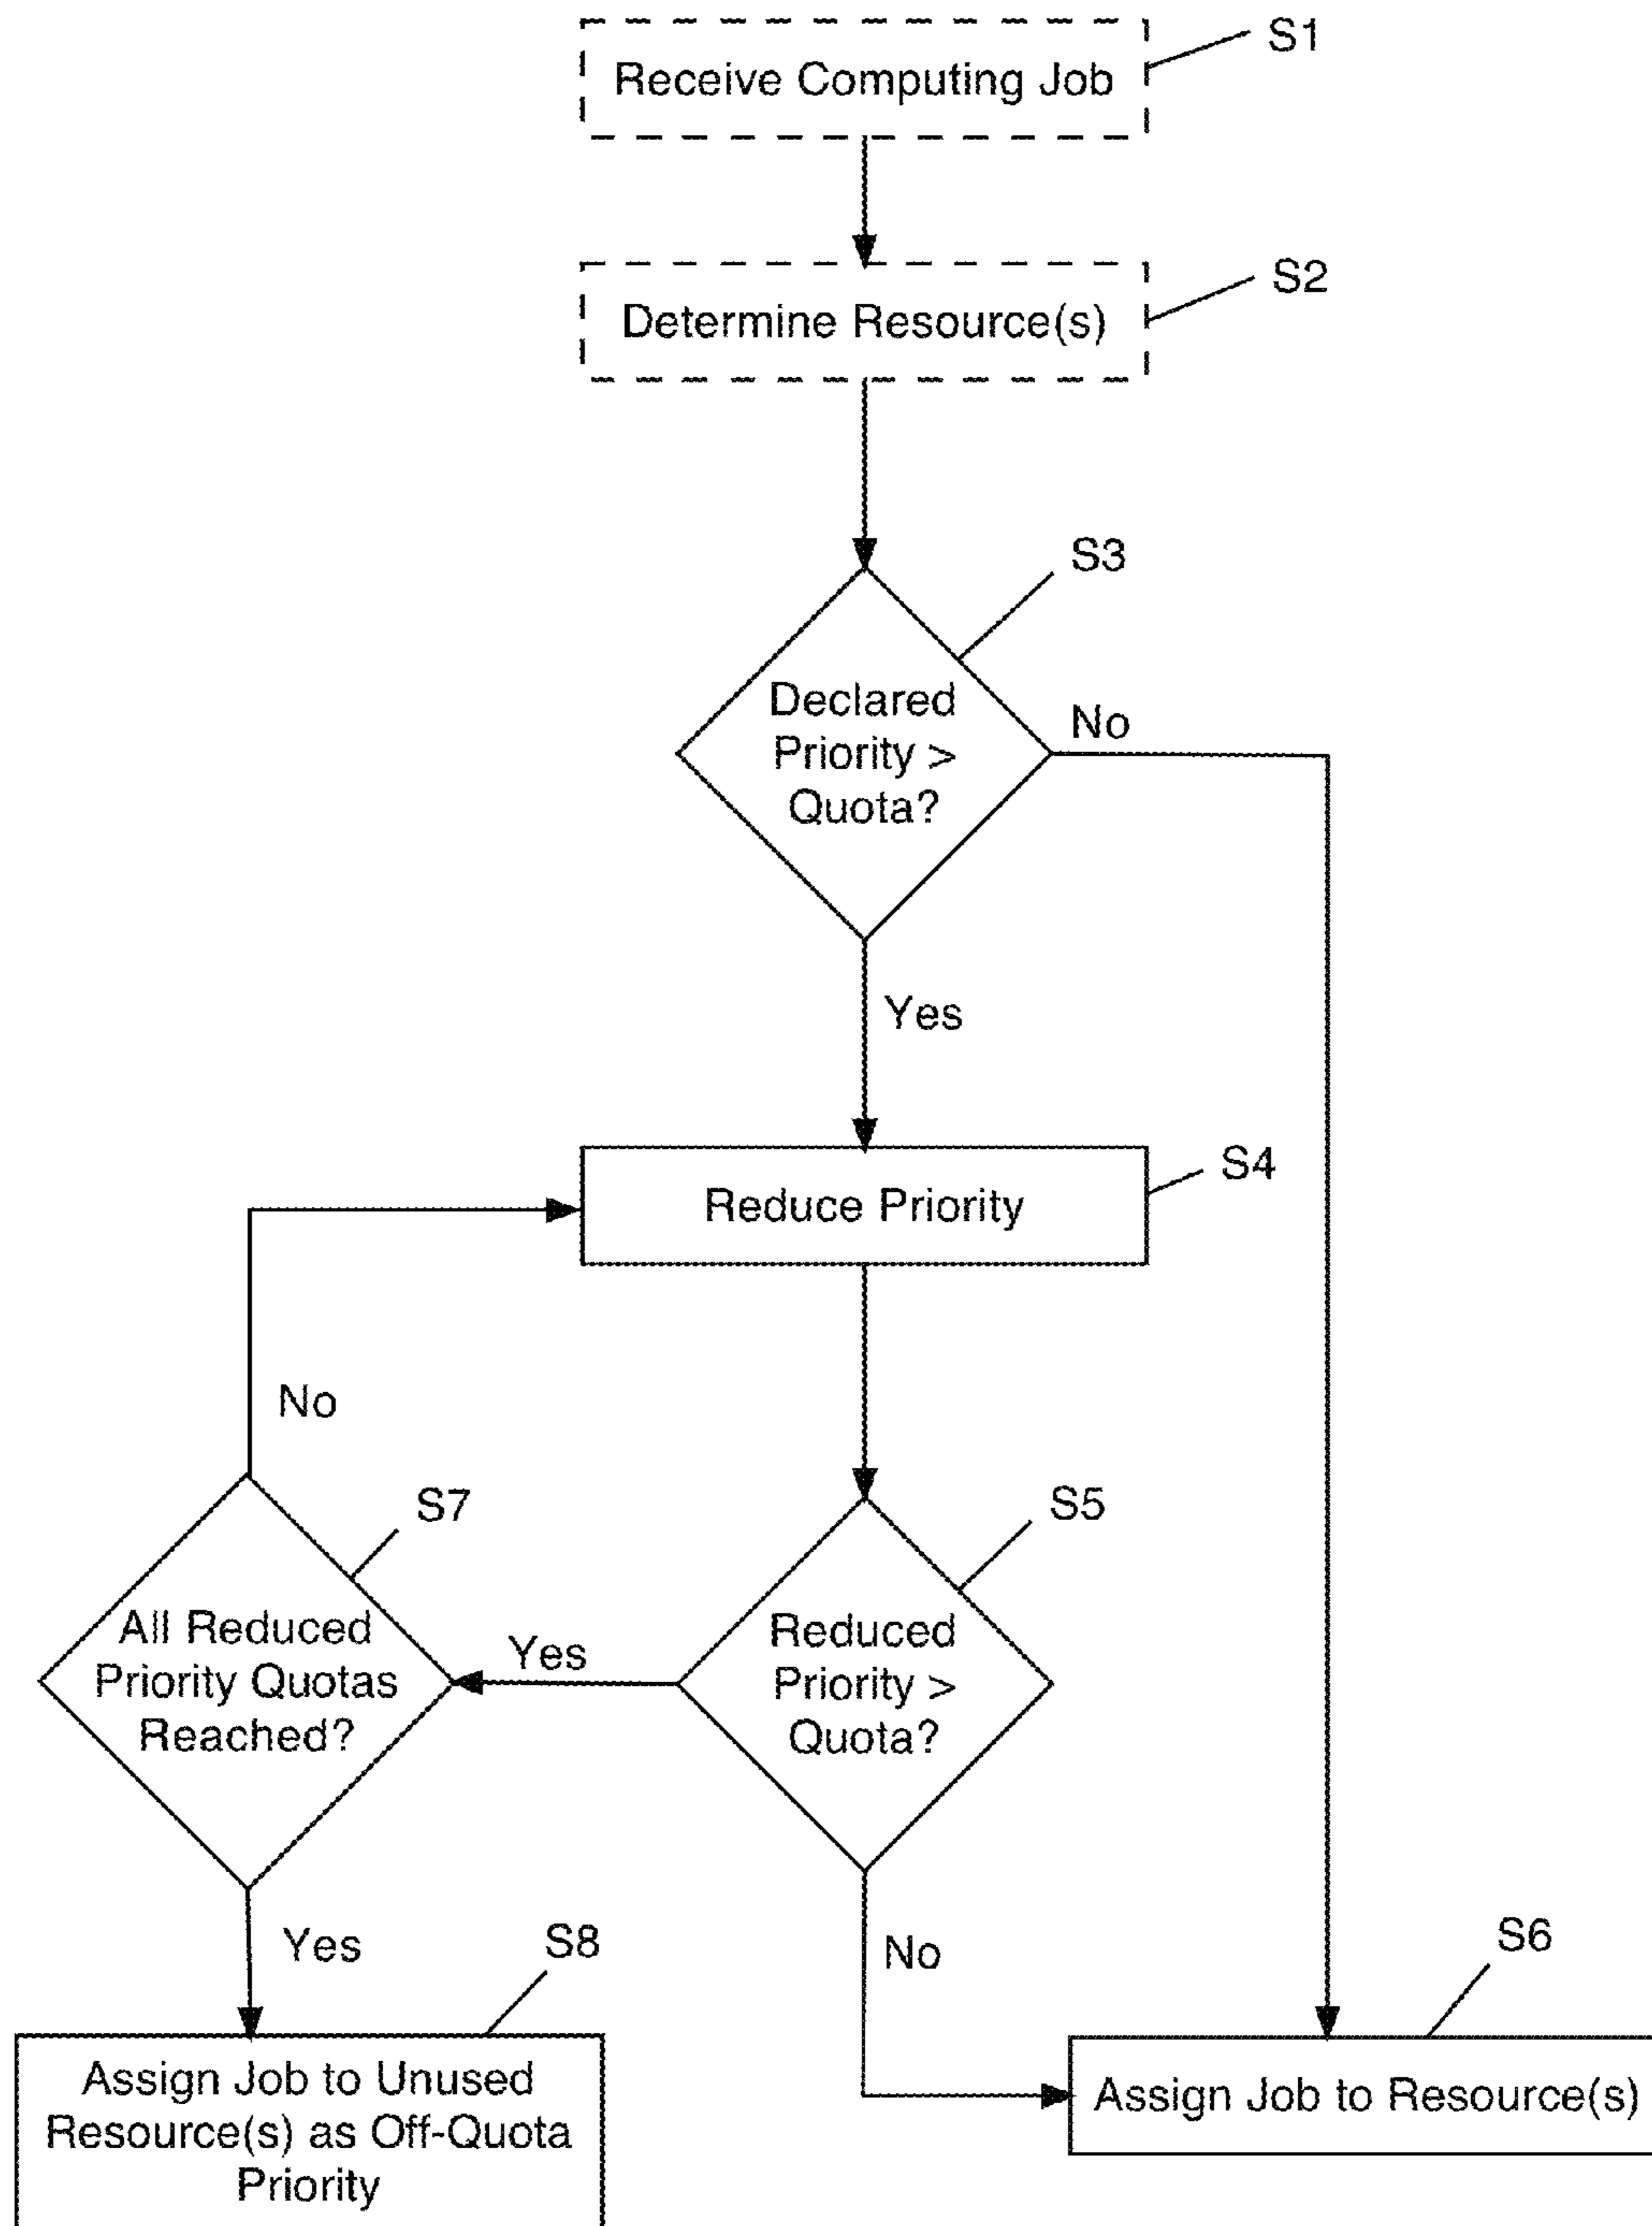 S1
Receive Computing Job
S2
Determine Resource(s)
S3
Declared
Priority >
Quota?
No
Yes
S4
Reduce Priority
No
S7
S5
All Reduced
Priority Quotas
Reached?
Yes
Reduced
Priority >
Quota?
Yes
S8
No
S6
Assign Job to Unused
Resource(s) as Off-Quota
Priority
Assign Job to Resource(s)